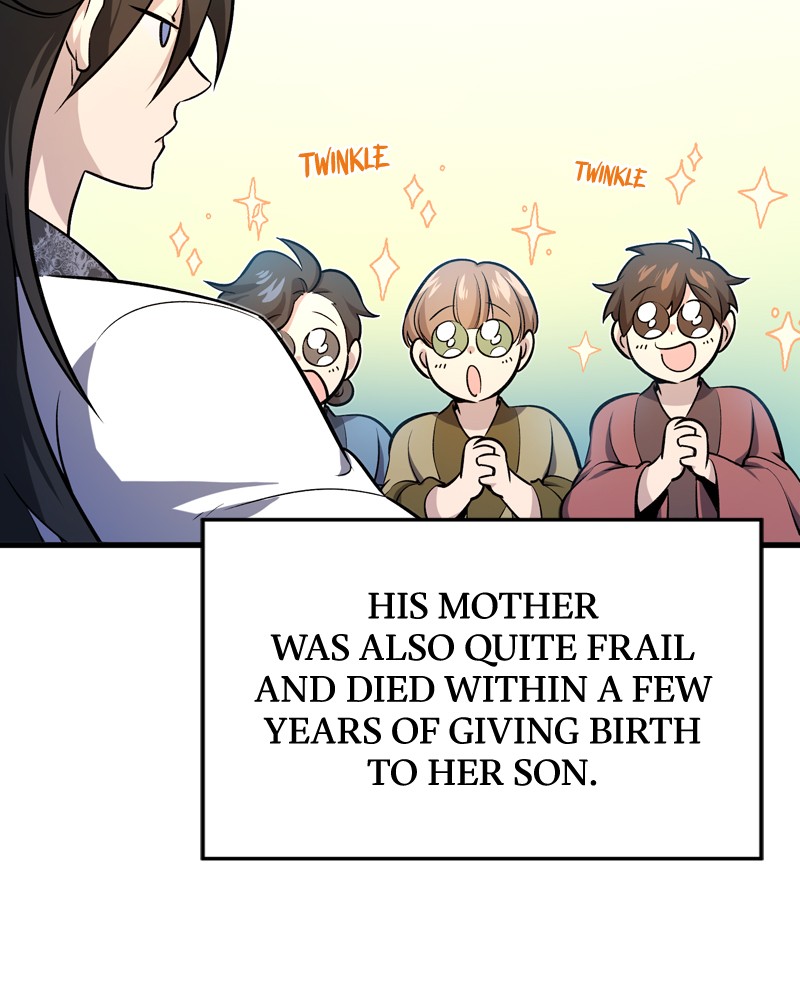 TWINKLE
TWINKLE
HIS MOTHER
WAS ALSO QUITE FRAIL
AND DIED WITHIN A FEW
YEARS OF GIVING BIRTH
TO HER SON.